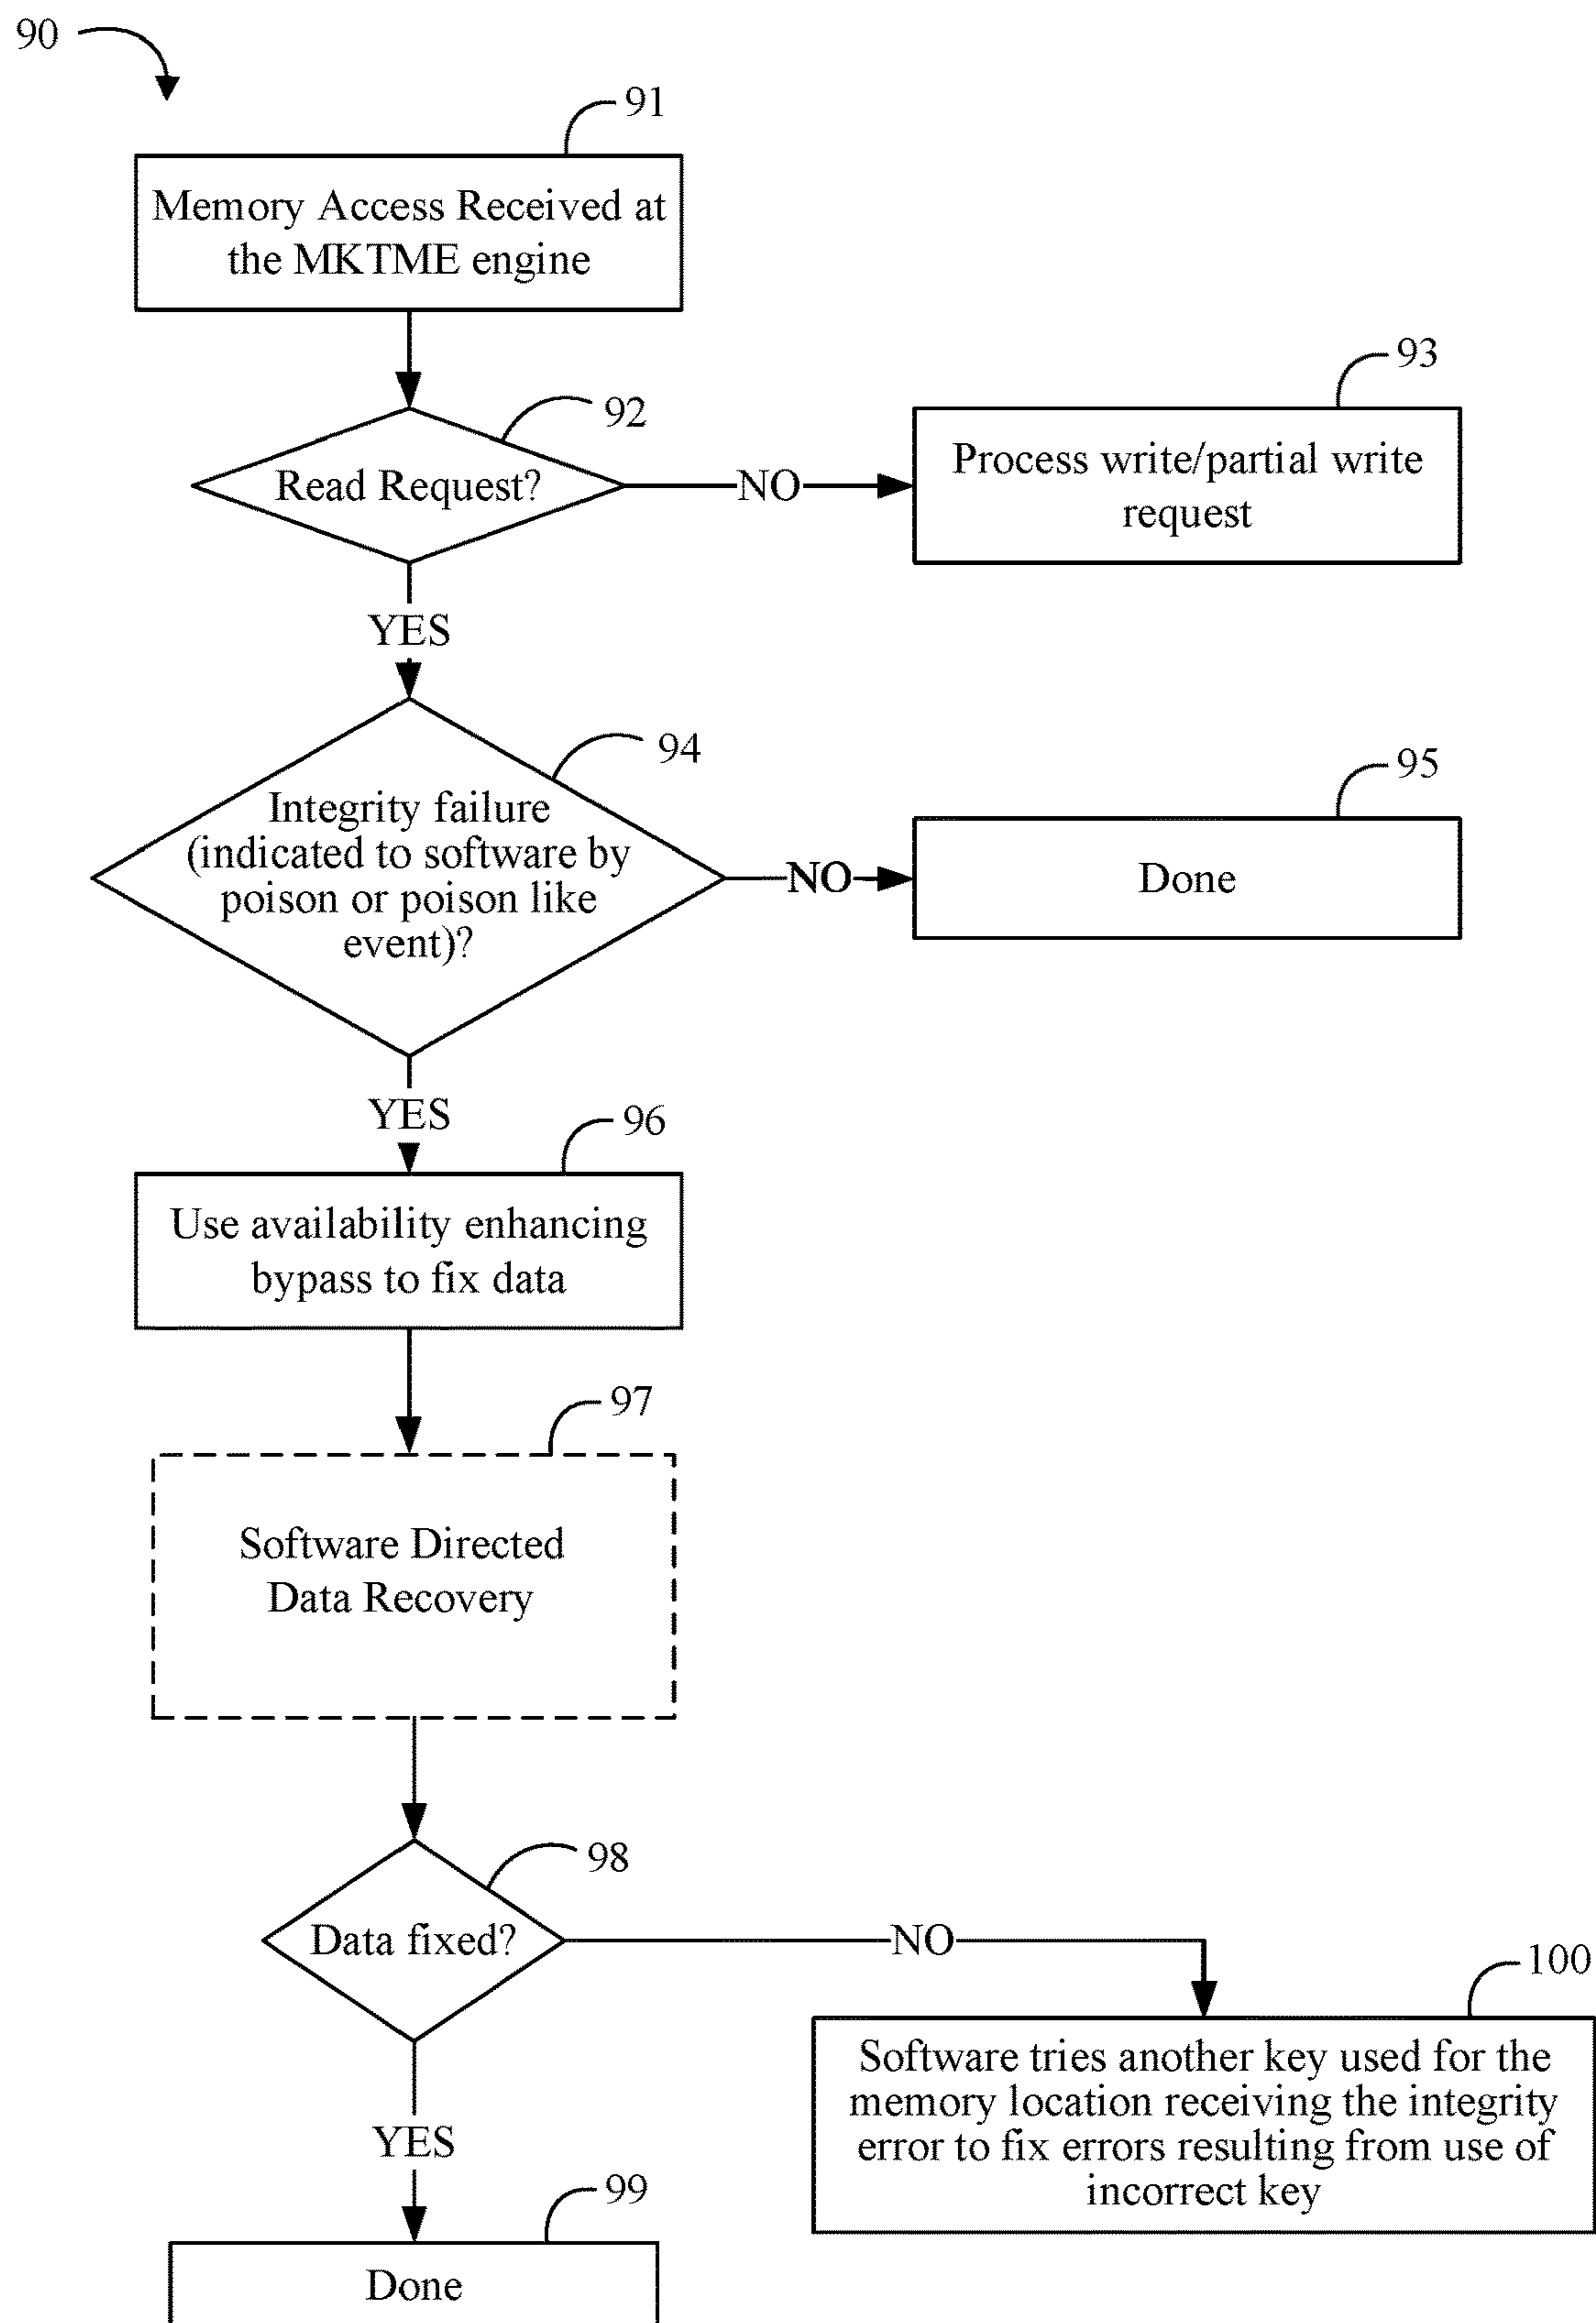 90
91
Memory Access Received at
the MKTME engine
92
Read Request?
NO
93
Process write/partial write
request
YES
94
Integrity failure
(indicated to software by
poison or poison like
event)?
NO
95
Done
YES
96
Use availability enhancing
bypass to fix data
97
Software Directed
Data Recovery
98
Data fixed?
NO
100
Software tries another key used for the
memory location receiving the integrity
error to fix errors resulting from use of
incorrect key
YES
99
Done